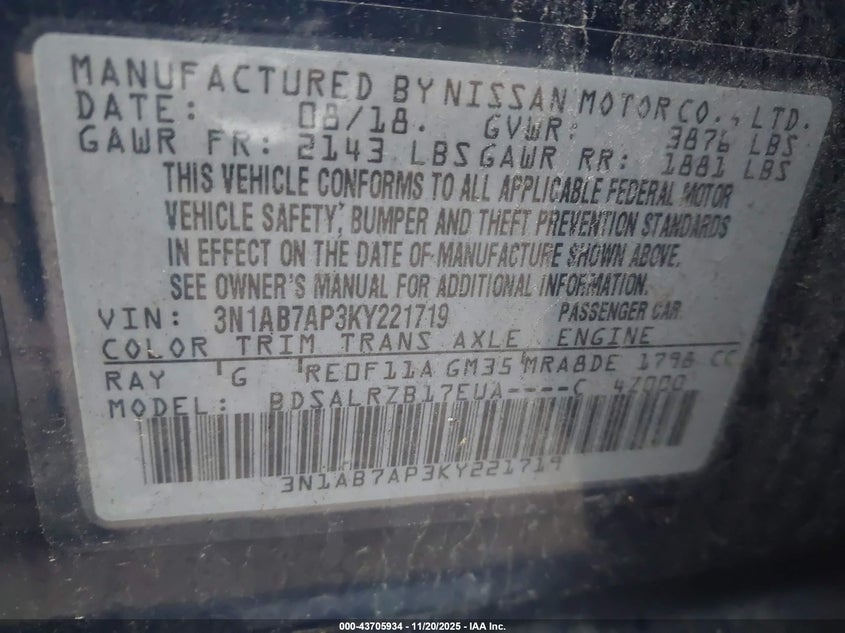 MANUFACTURED BY NISSAN MOTOR CO., LTD.
DATE: 08/18. GVWR: 3876 LBS
GAWR FR: 2143 LBS GAWR RR: 1881 LBS
THIS VEHICLE CONFORMS TO ALL APPLICABLE FEDERAL MOTOR
VEHICLE SAFETY, BUMPER AND THEFT PREVENTION STANDARDS
IN EFFECT ON THE DATE OF MANUFACTURE SHOWN ABOVE.
SEE OWNER'S MANUAL FOR ADDITIONAL INFORMATION.
VIN: 3N1AB7AP3KY221719 PASSENGER CAR
COLOR TRIM TRANS AXLE ENGINE
RAY G RE0F11A GM35 MRA8DE 1798 CC
MODEL: BDSALRZB17EUA----C 4Z000
3N1AB7AP3KY221719
000-43705934 - 11/20/2025 - IAA Inc.